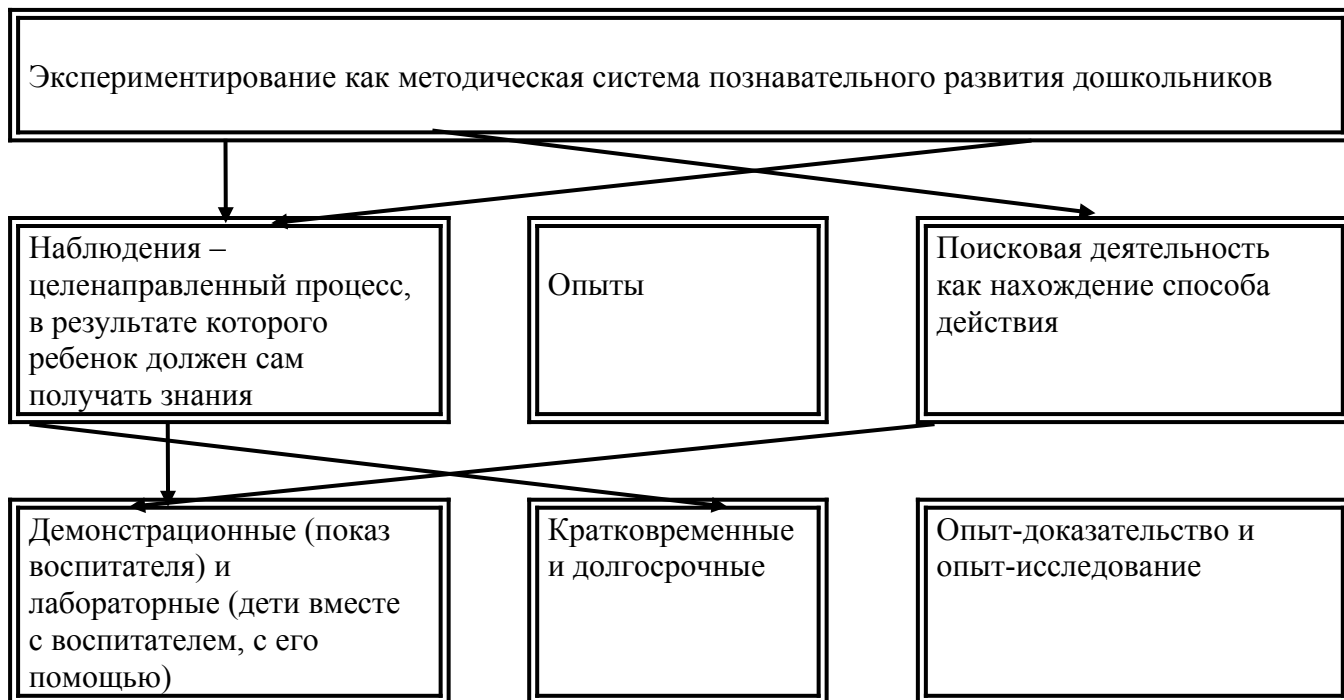 Экспериментирование как методическая система познавательного развития дошкольников
Наблюдения –
целенаправленный процесс,
в результате которого
ребенок должен сам
получать знания
Опыты
Поисковая деятельность
как нахождение способа
действия
Демонстрационные (показ
воспитателя) и
лабораторные (дети вместе
с воспитателем, с его
помощью)
Кратковременные
и долгосрочные
Опыт-доказательство и
опыт-исследование